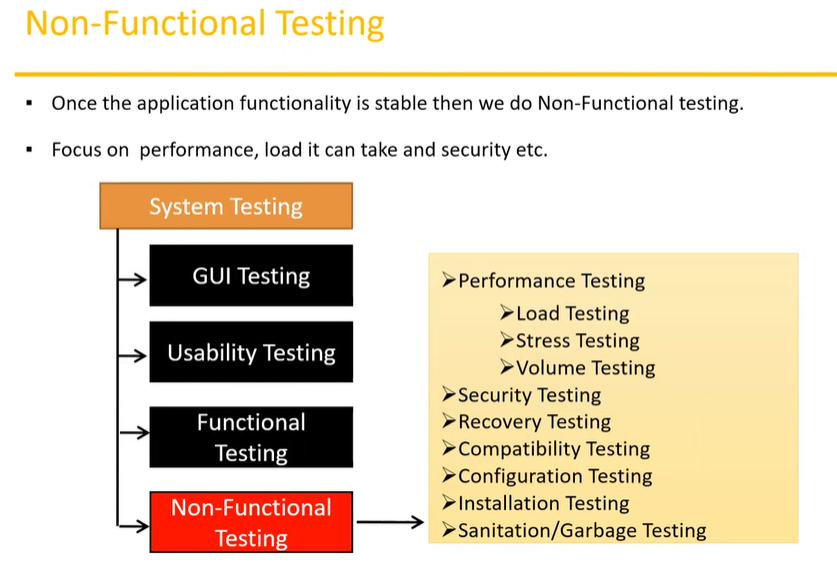 Non-Functional Testing
▪ Once the application functionality is stable then we do Non-Functional testing.
▪ Focus on performance, load it can take and security etc.
System Testing
GUI Testing
Usability Testing
Functional
Testing
Non-Functional
Testing
➢Performance Testing
➢Load Testing
➢Stress Testing
➢Volume Testing
➢Security Testing
➢Recovery Testing
➢Compatibility Testing
➢Configuration Testing
➢Installation Testing
➢Sanitation/Garbage Testing